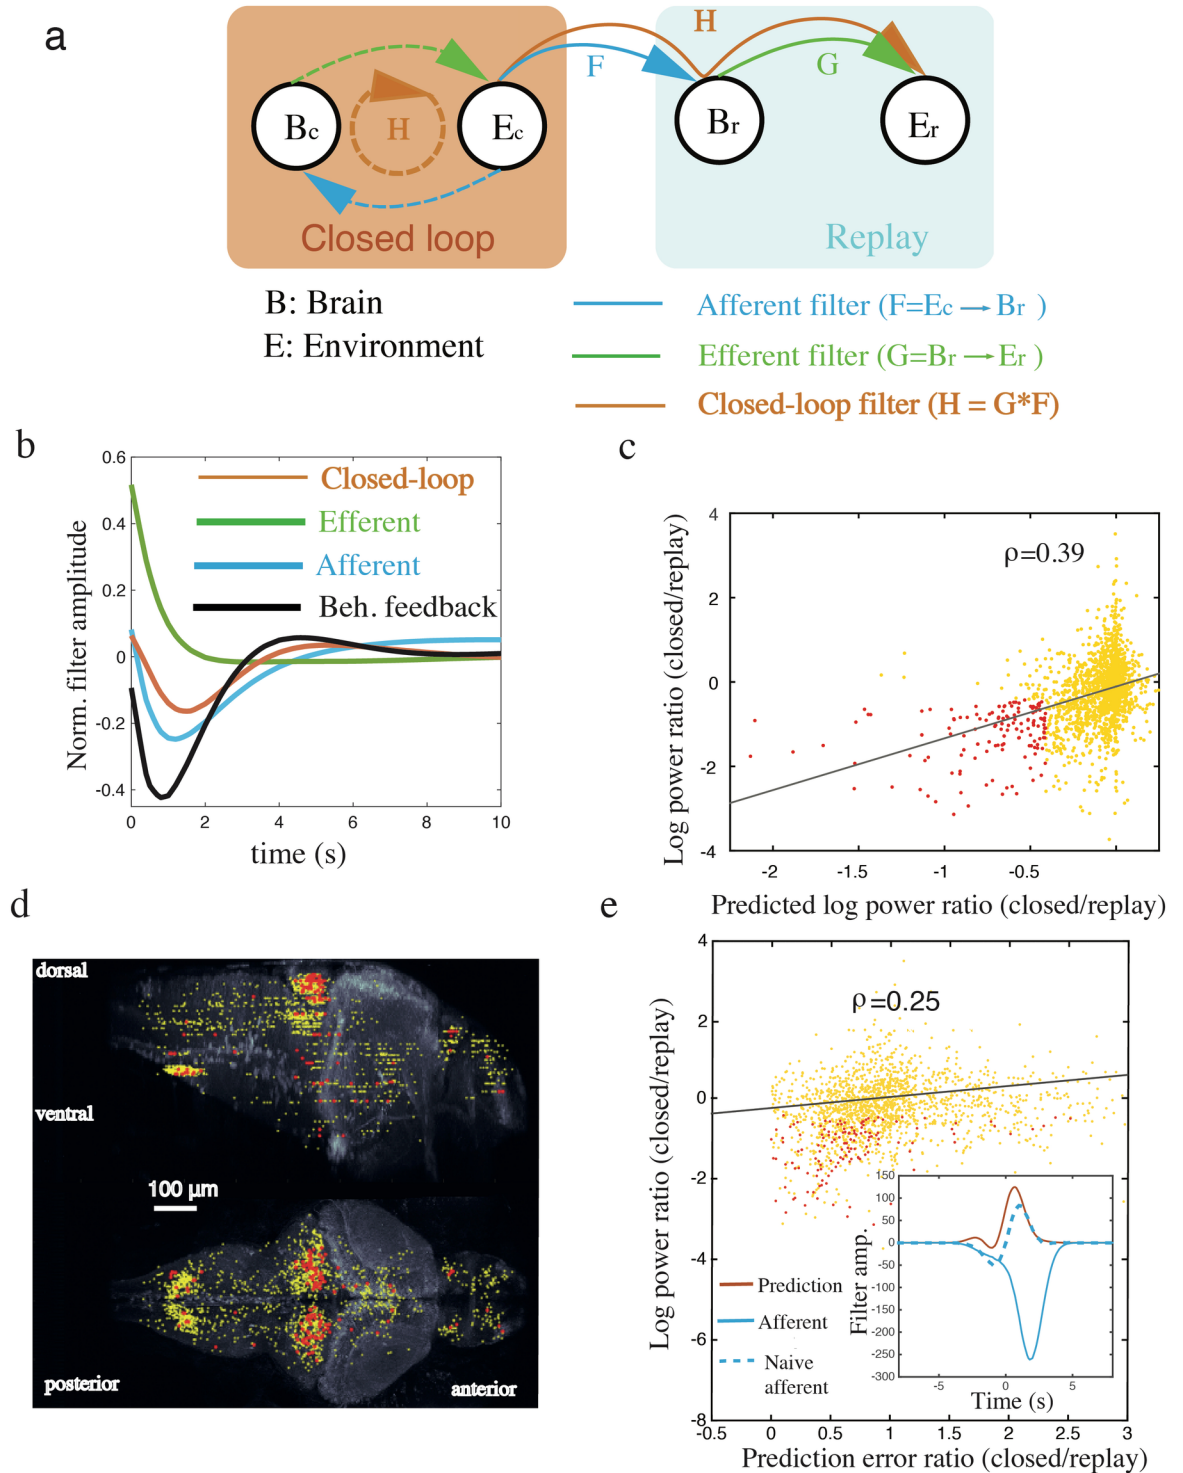 a
H
F
G
Bc
H
Ec
Br
Er
Closed loop
Replay
B: Brain
E: Environment
Afferent filter (F=Ec → Br )
Efferent filter (G=Br → Er )
Closed-loop filter (H = G*F)
b
Norm. filter amplitude
0.6
0.4
0.2
0
-0.2
-0.4
Closed-loop
Efferent
Afferent
Beh. feedback
0 2 4 6 8 10
time (s)
c
Log power ratio (closed/replay)
4
2
0
-2
-4
ρ=0.39
-2 -1.5 -1 -0.5
Predicted log power ratio (closed/replay)
d
dorsal
ventral
100 μm
posterior
anterior
e
Log power ratio (closed/replay)
4
2
0
-2
-4
-6
-8
ρ=0.25
Prediction
Afferent
Naive
afferent
Filter amp.
150
100
50
0
-50
-100
-150
-200
-250
-300
-5 0 5
Time (s)
-0.5 0 0.5 1 1.5 2 2.5 3
Prediction error ratio (closed/replay)